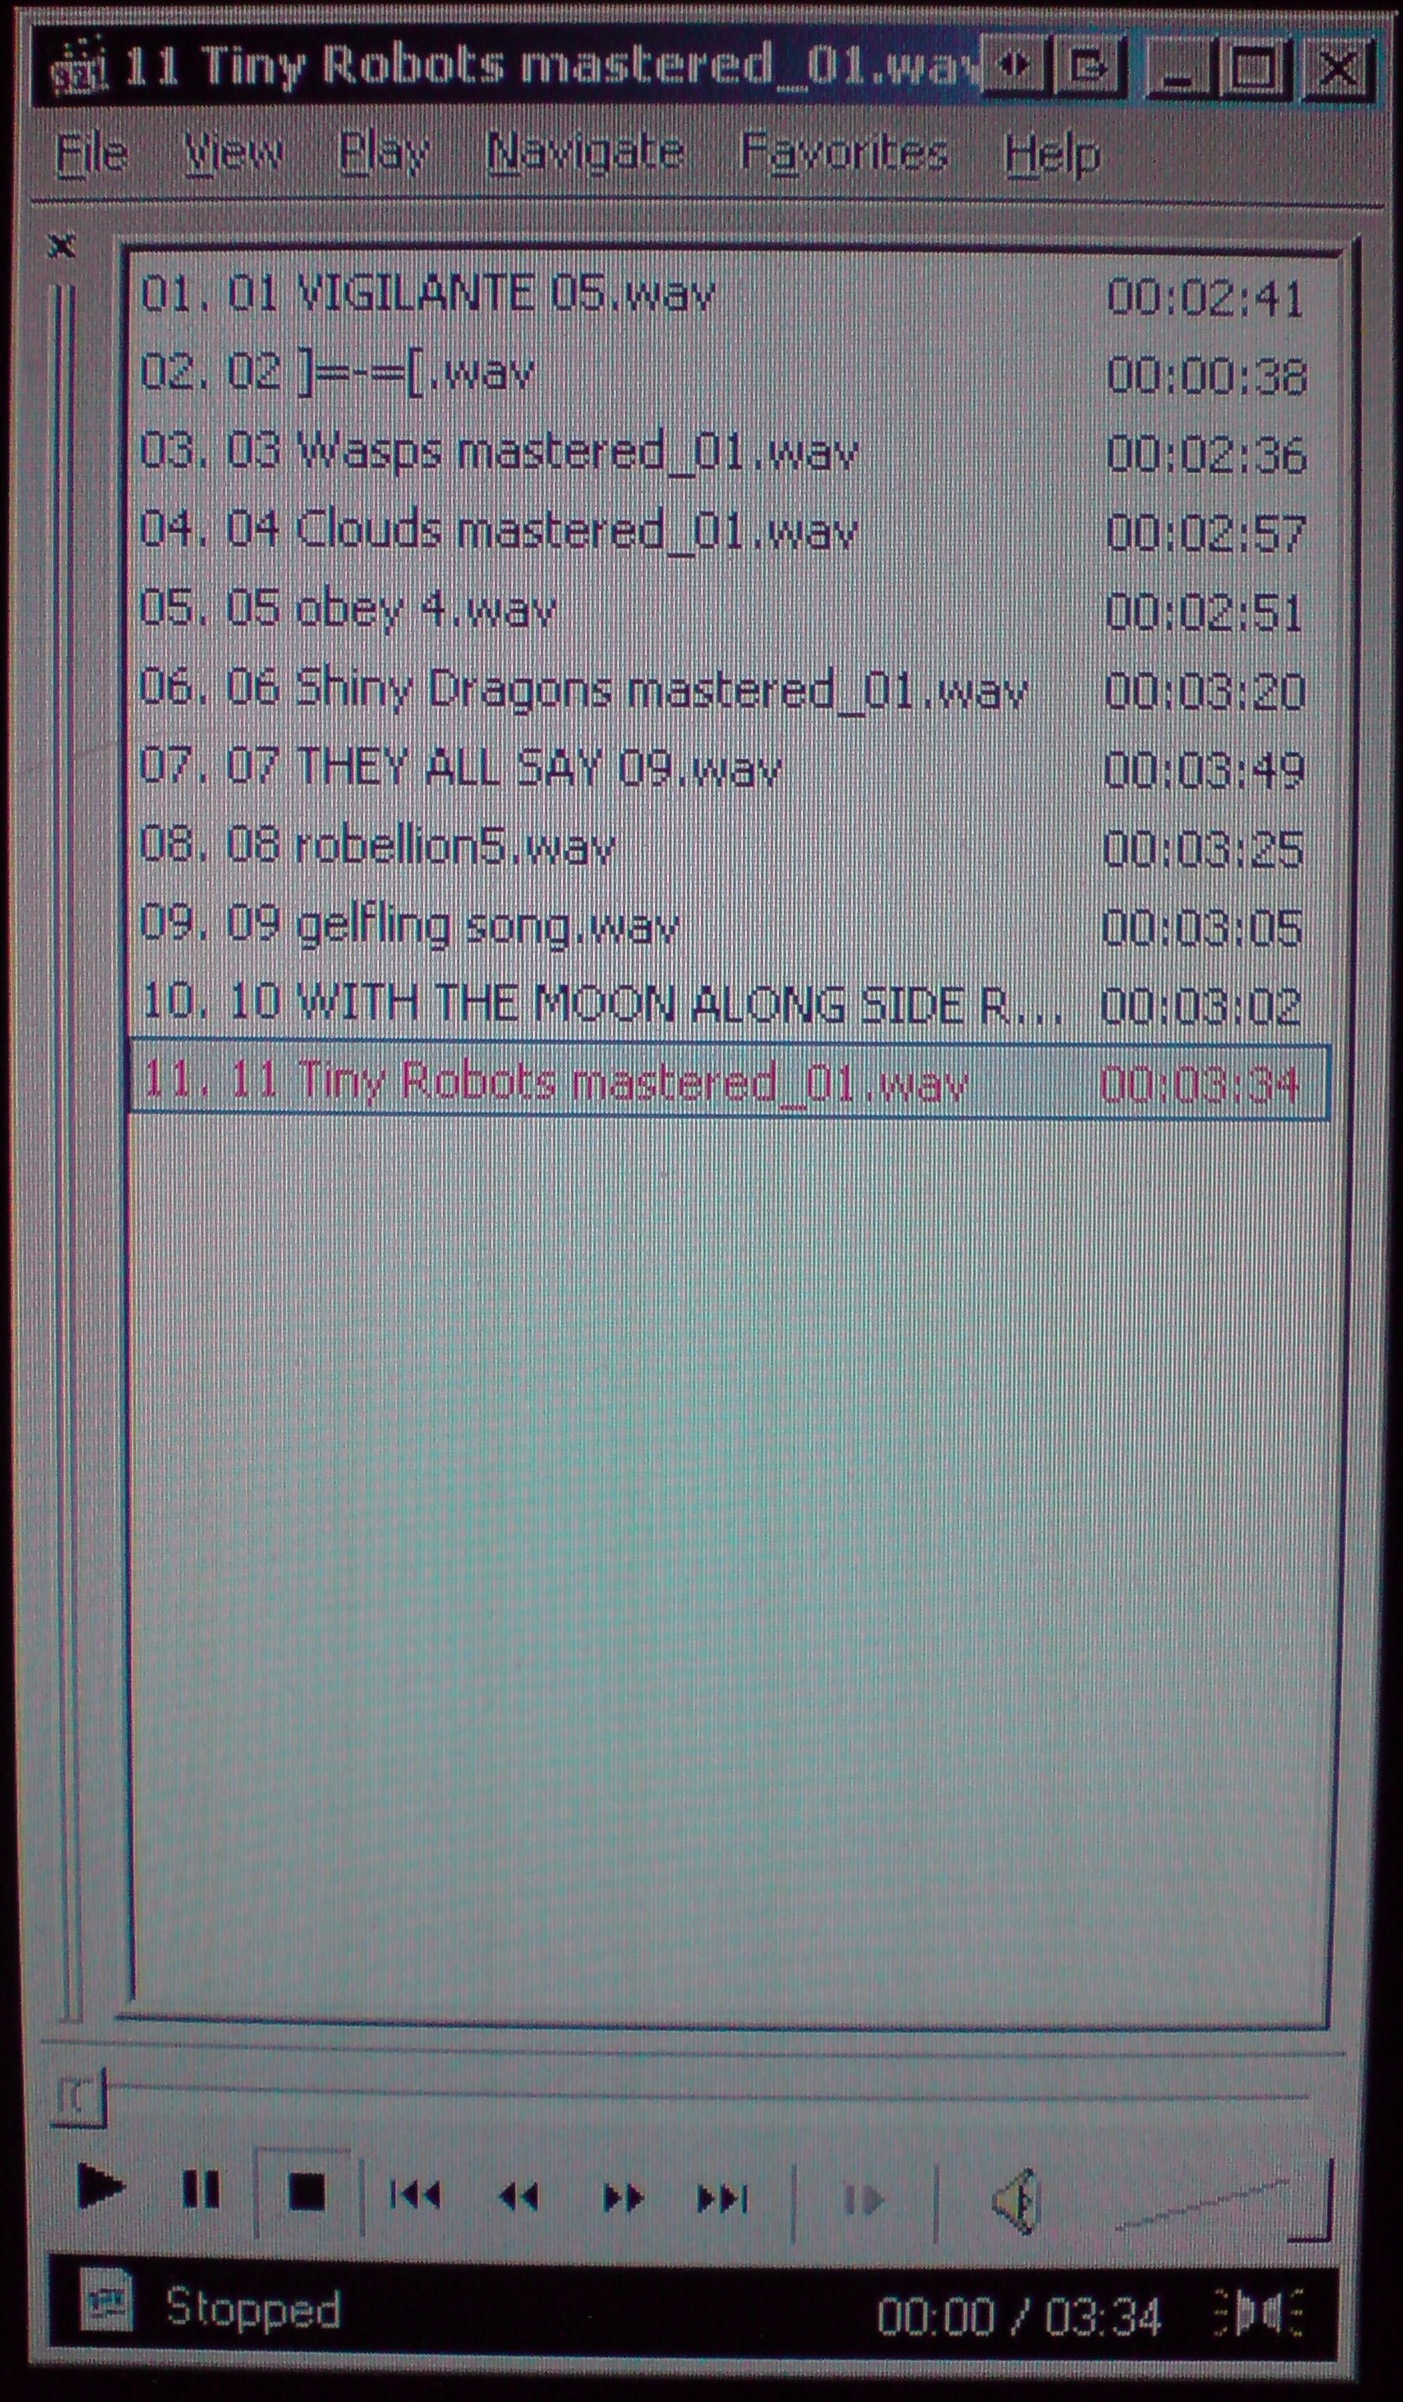 11 Tiny Robots mastered_01.wav
File View Play Navigate Favorites Help
01. 01 VIGILANTE 05.wav 00:02:41
02. 02 ]=-=[.wav 00:00:38
03. 03 Wasps mastered_01.wav 00:02:36
04. 04 Clouds mastered_01.wav 00:02:57
05. 05 obey 4.wav 00:02:51
06. 06 Shiny Dragons mastered_01.wav 00:03:20
07. 07 THEY ALL SAY 09.wav 00:03:49
08. 08 robellion5.wav 00:03:25
09. 09 gelfling song.wav 00:03:05
10. 10 WITH THE MOON ALONG SIDE R... 00:03:02
11. 11 Tiny Robots mastered_01.wav 00:03:34
Stopped 00:00 / 03:34